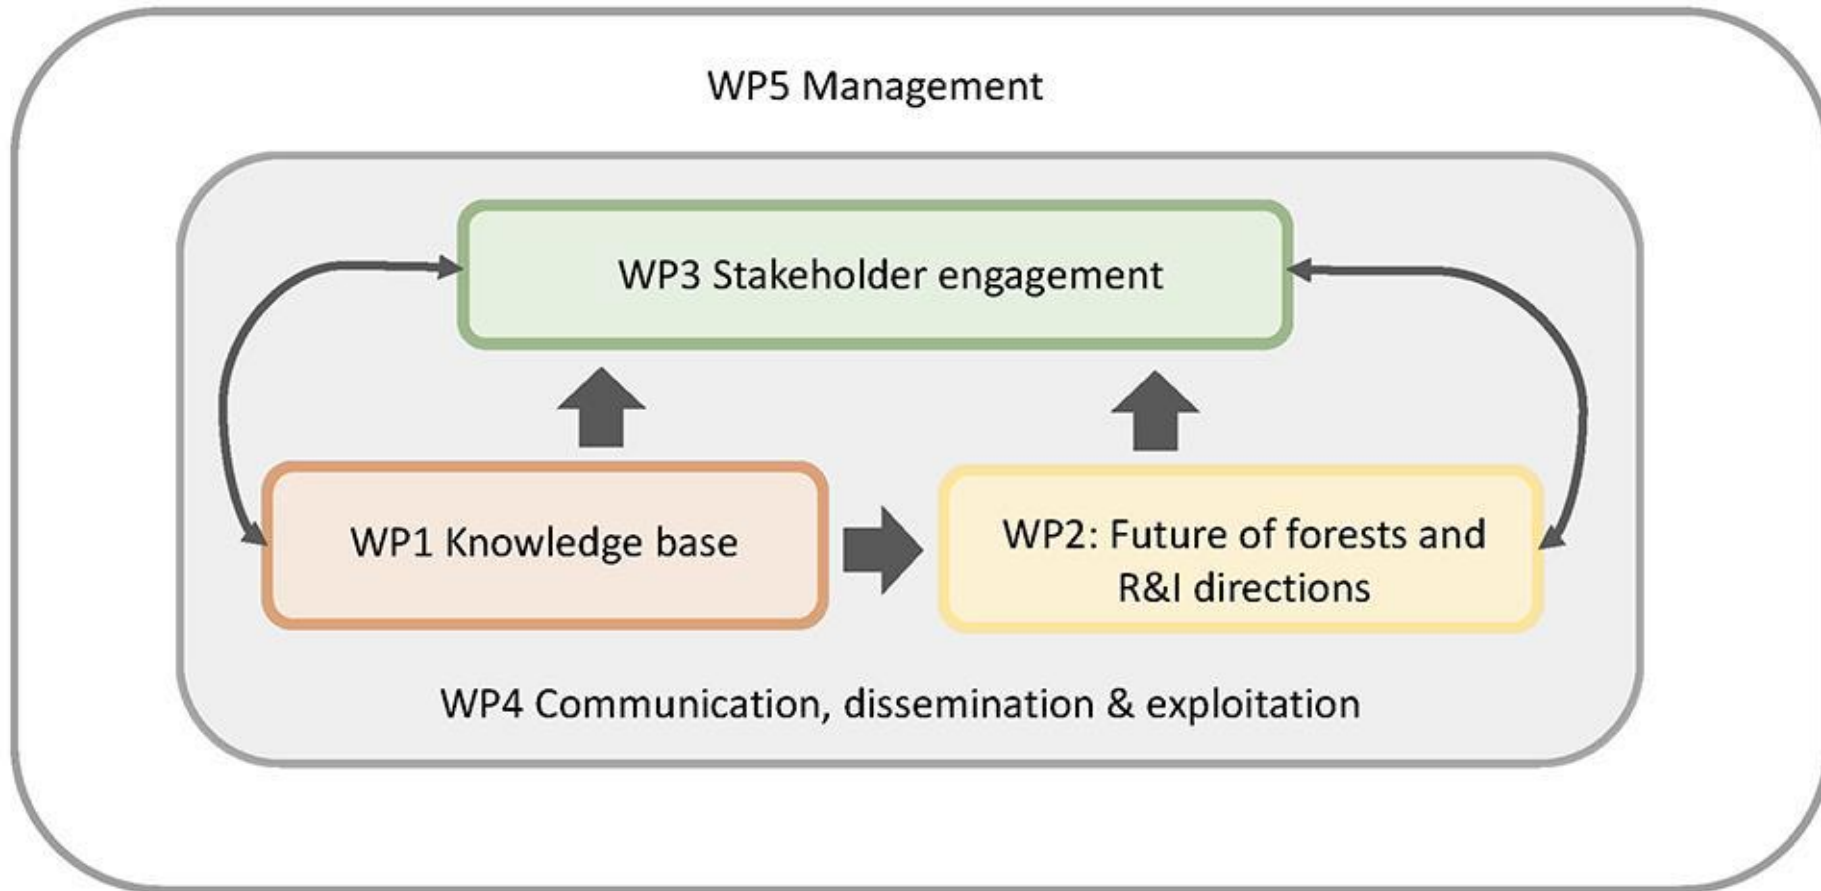 WP5 Management
WP3 Stakeholder engagement
WP1 Knowledge base
WP2: Future of forests and
R&I directions
WP4 Communication, dissemination & exploitation